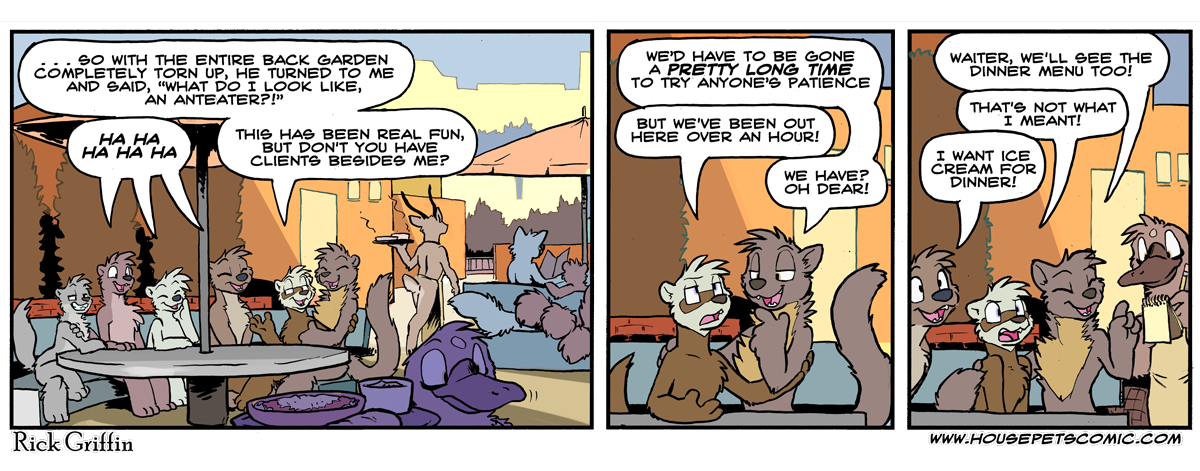 . . . SO WITH THE ENTIRE BACK GARDEN
COMPLETELY TORN UP, HE TURNED TO ME
AND SAID, "WHAT DO I LOOK LIKE,
AN ANTEATER?!"
HA HA
HA HA HA
THIS HAS BEEN REAL FUN,
BUT DON'T YOU HAVE
CLIENTS BESIDES ME?
WE'D HAVE TO BE GONE
A PRETTY LONG TIME
TO TRY ANYONE'S PATIENCE
BUT WE'VE BEEN OUT
HERE OVER AN HOUR!
WE HAVE?
OH DEAR!
WAITER, WE'LL SEE THE
DINNER MENU TOO!
THAT'S NOT WHAT
I MEANT!
I WANT ICE
CREAM FOR
DINNER!
Rick Griffin
WWW.HOUSEPETSCOMIC.COM